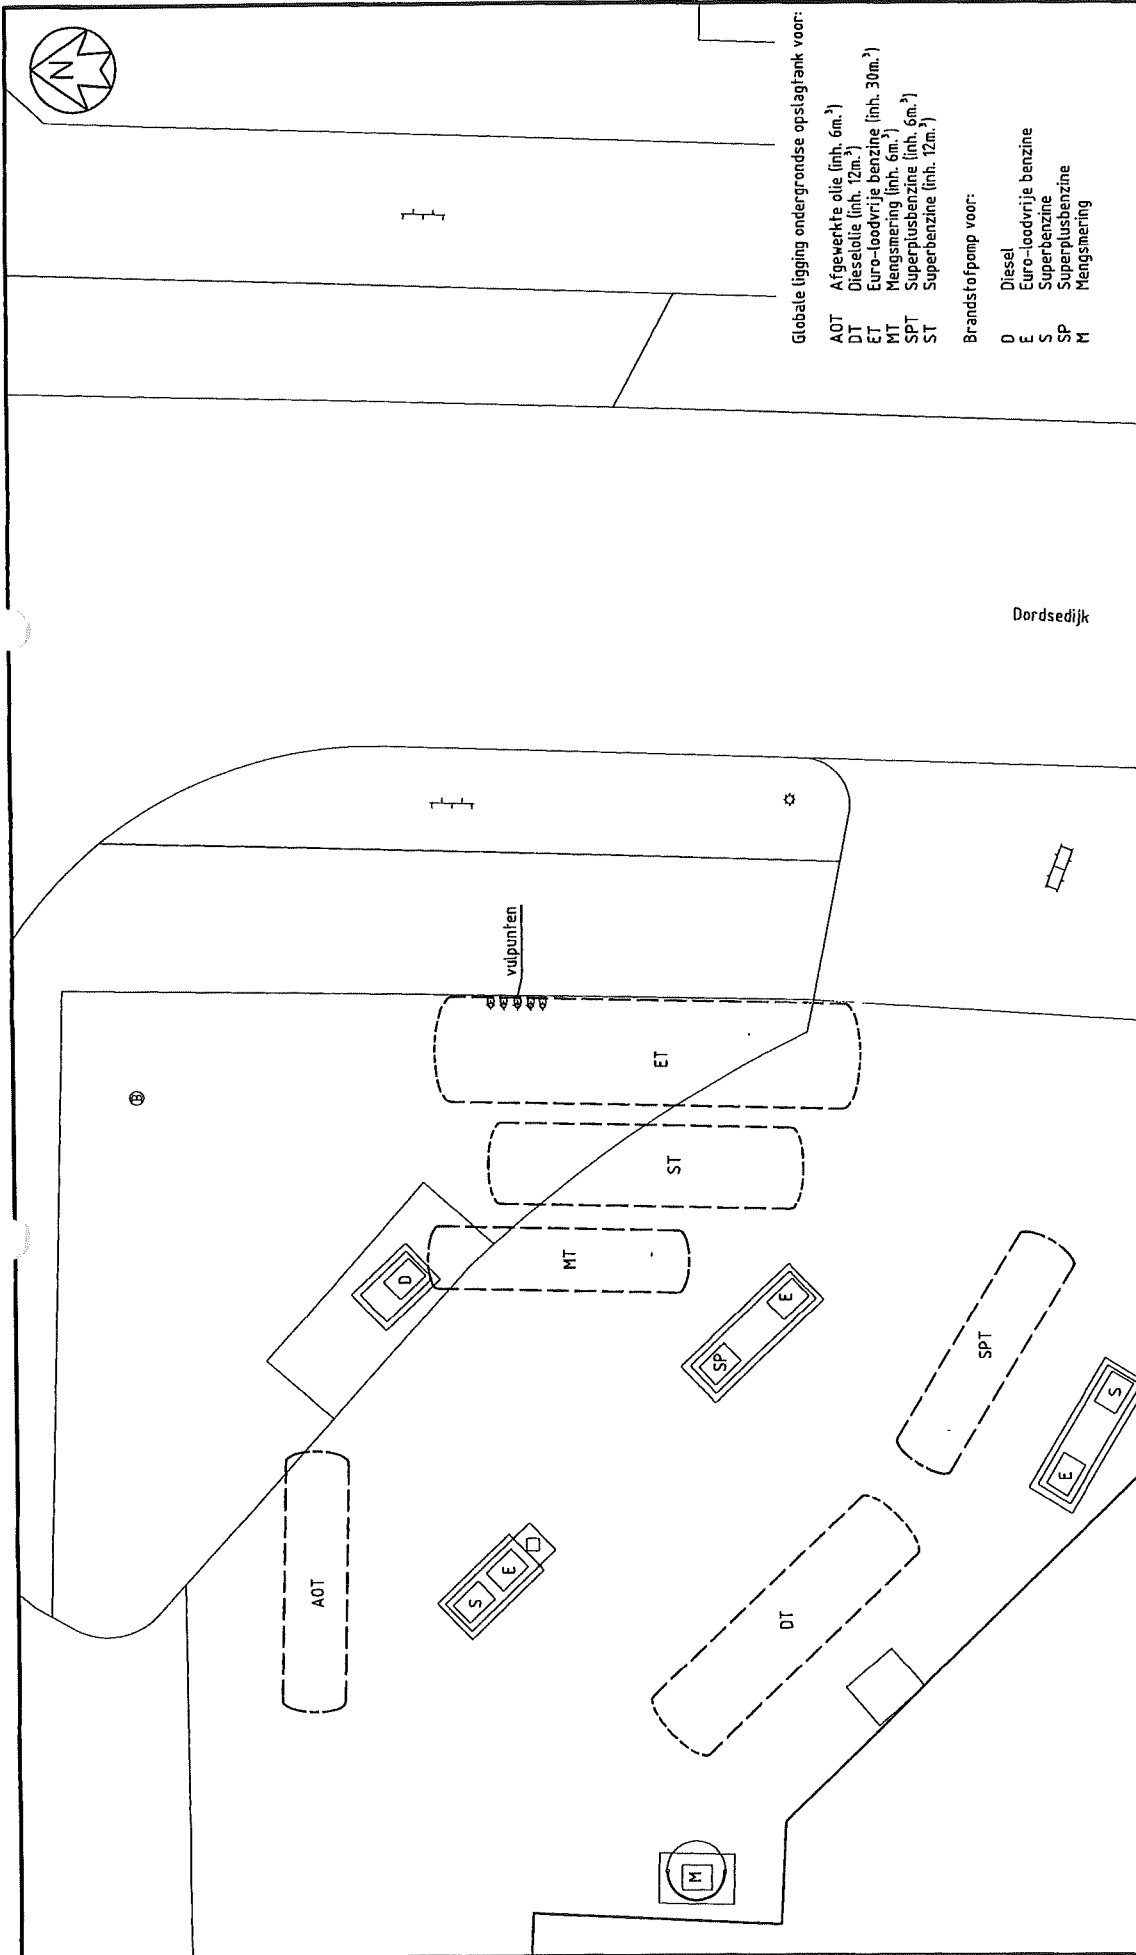 N
Globale ligging ondergrondse opslagtank voor:
AOT Afgewerkte olie (inh. 6m.³)
DT Dieselolie (inh. 12m.³)
ET Euro-loodvrije benzine (inh. 30m.³)
MT Mengsmering (inh. 6m.³)
SPT Superplusbenzine (inh. 6m.³)
ST Superbenzine (inh. 12m.³)
Brandstofpomp voor:
D Diesel
E Euro-loodvrije benzine
S Superbenzine
SP Superplusbenzine
M Mengsmering
Dordsedijk
vulpunten
B
ET
ST
MT
D
SP
E
SPT
E
S
AOT
S
E
DT
M